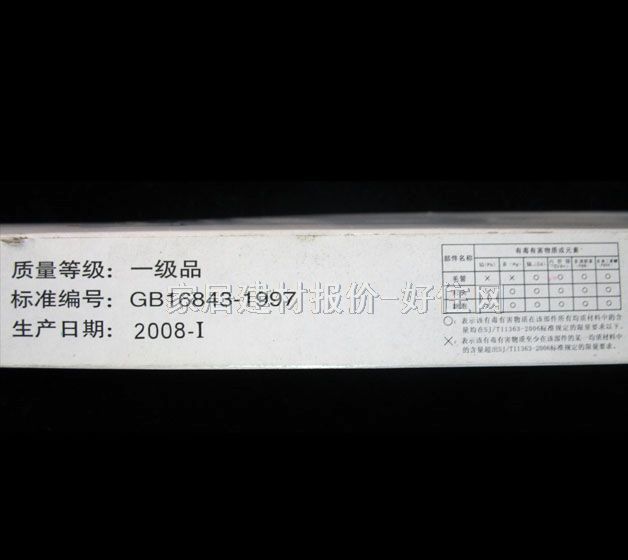 质量等级：一级品
标准编号：GB16843-1997
生产日期：2008-I
家居建材报价-好住网
部件名称 有毒有害物质或元素
毛管 × × ○ ○ ○ ○
○：表示该有毒有害物质在该部件所有均质材料中的
含量均在SJ/T11363-2006标准规定的限量要求以下。
×：表示该有毒有害物质至少在该部件的某一均质材料中
的含量超出SJ/T11363-2006标准规定的限量要求。